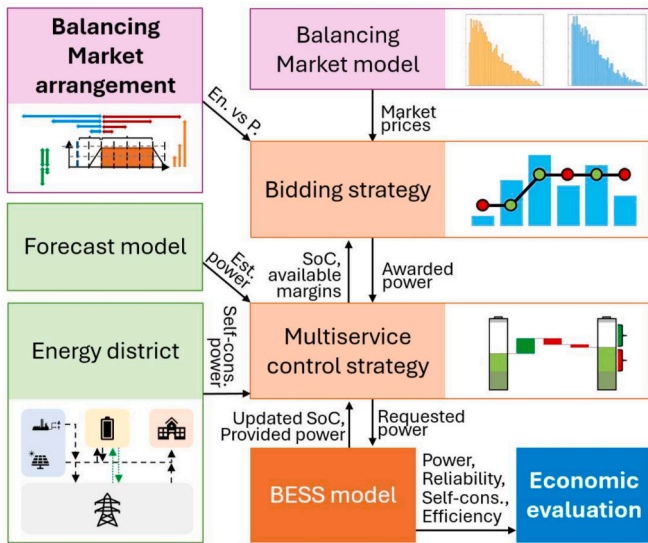 Balancing
Market
arrangement
Balancing
Market model
En. vs P.
Market
prices
Bidding strategy
Forecast model
Est.
power
SoC,
available
margins
Awarded
power
Energy district
Self-cons.
power
Multiservice
control strategy
Updated SoC,
Provided power
Requested
power
BESS model
Power,
Reliability,
Self-cons.,
Efficiency
Economic
evaluation